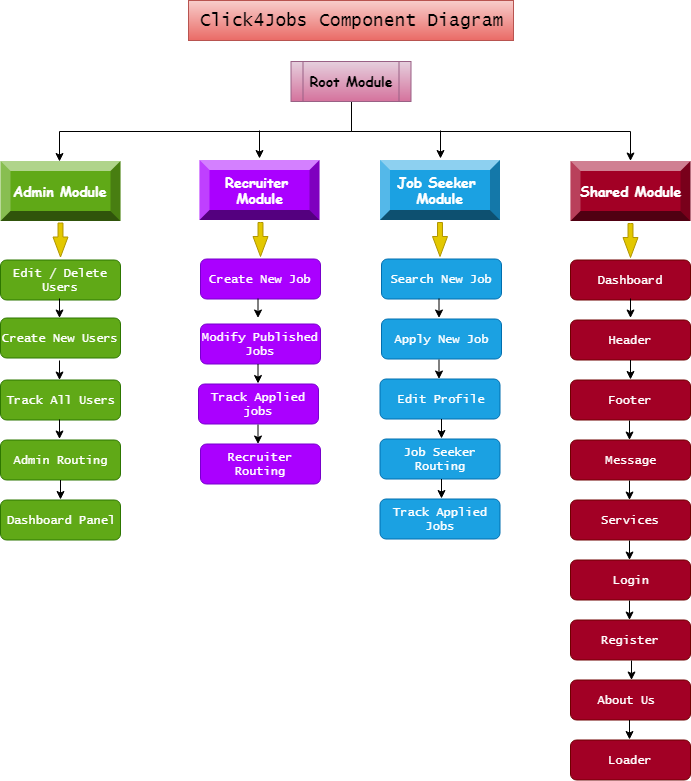 Click4Jobs Component Diagram
Root Module
Admin Module
Edit / Delete
Users
Create New Users
Track All Users
Admin Routing
Dashboard Panel
Recruiter
Module
Create New Job
Modify Published
Jobs
Track Applied
jobs
Recruiter
Routing
Job Seeker
Module
Search New Job
Apply New Job
Edit Profile
Job Seeker
Routing
Track Applied
Jobs
Shared Module
Dashboard
Header
Footer
Message
Services
Login
Register
About Us
Loader